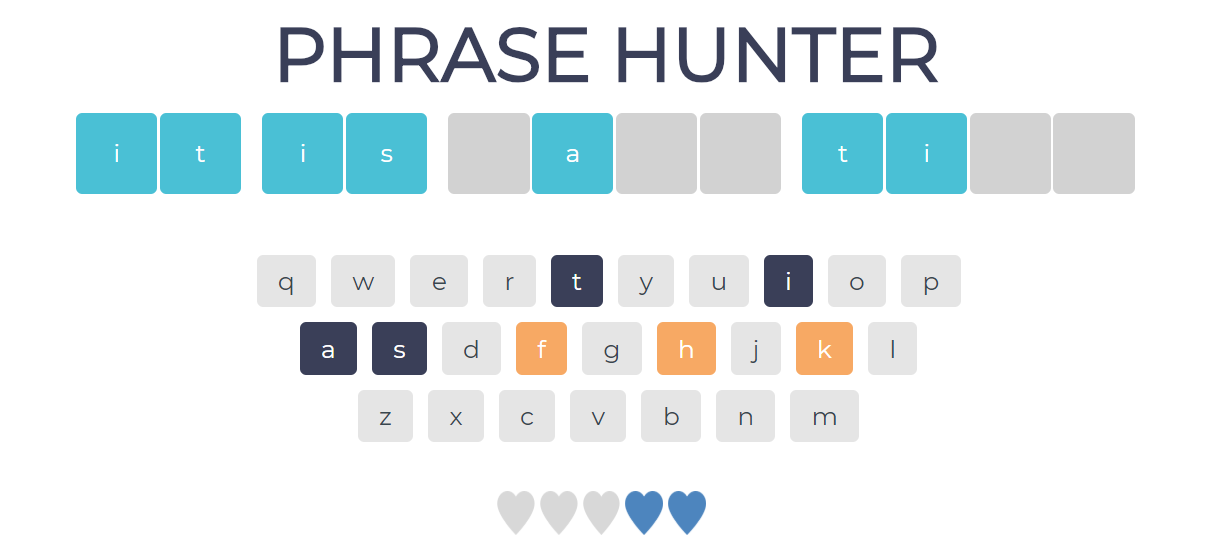 PHRASE HUNTER
i t i s a t i
q w e r t y u i o p
a s d f g h j k l
z x c v b n m